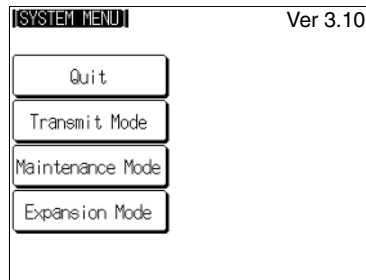 [SYSTEM MENU] Ver 3.10
Quit
Transmit Mode
Maintenance Mode
Expansion Mode